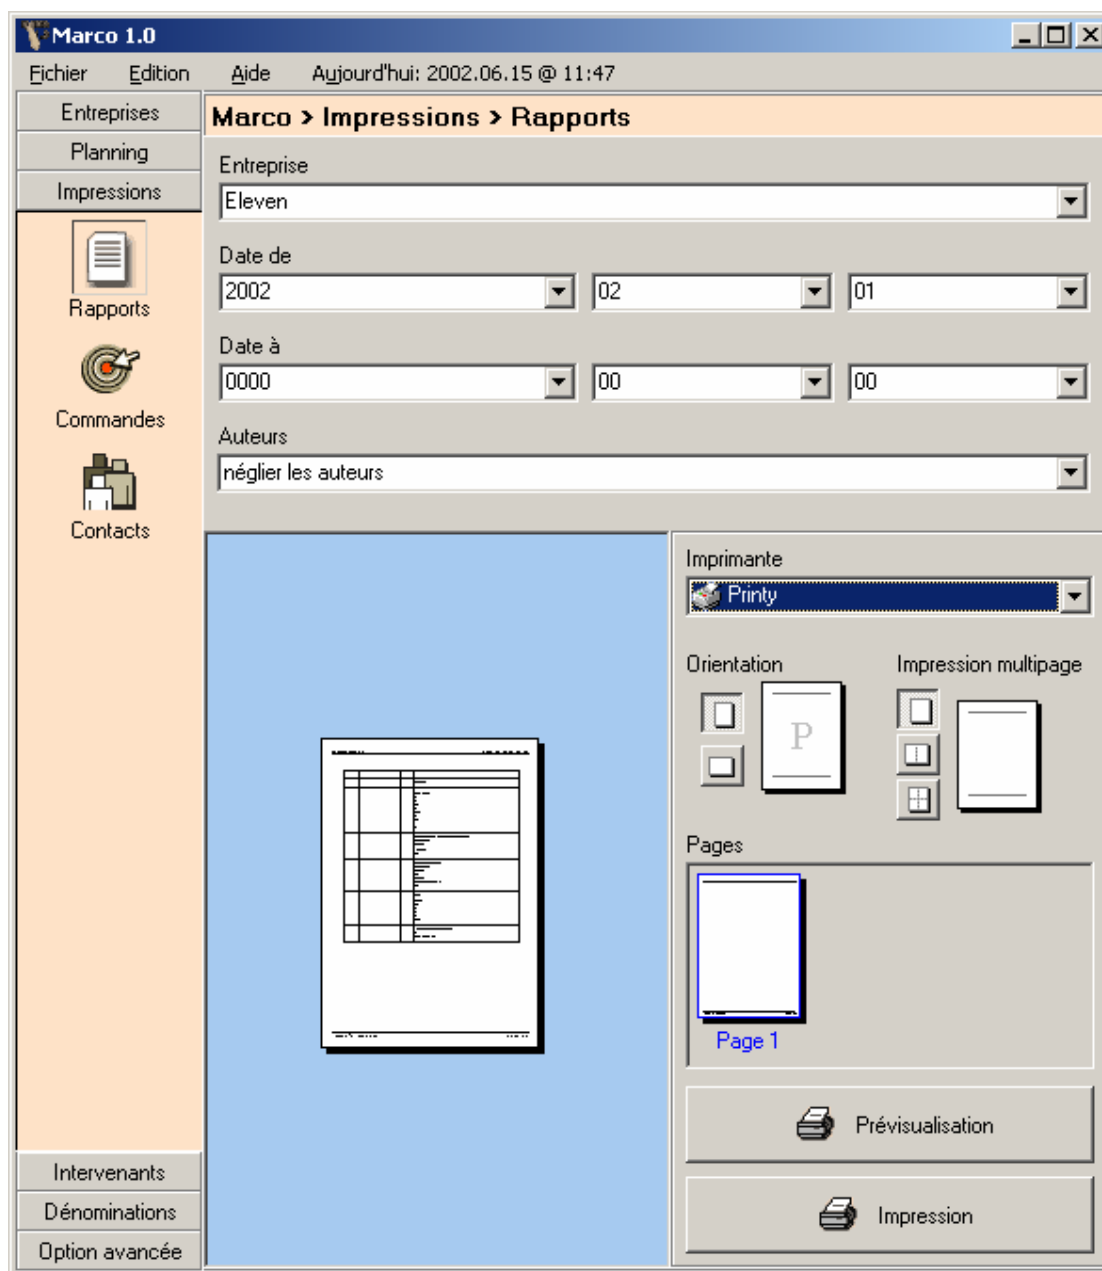 Marco 1.0
Fichier Edition Aide Aujourd'hui: 2002.06.15 @ 11:47
Entreprises
Planning
Impressions
Rapports
Commandes
Contacts
Intervenants
Dénominations
Option avancée
Marco > Impressions > Rapports
Entreprise
Eleven
Date de
2002 02 01
Date à
0000 00 00
Auteurs
néglier les auteurs
Imprimante
Printy
Orientation Impression multipage
P
Pages
Page 1
Prévisualisation
Impression